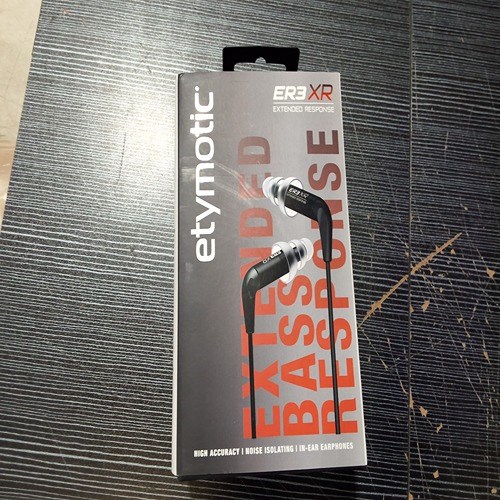 ER3XR
EXTENDED RESPONSE
etymotic®
EXTENDED
BASS
RESPONSE
HIGH ACCURACY | NOISE ISOLATING | IN-EAR EARPHONES